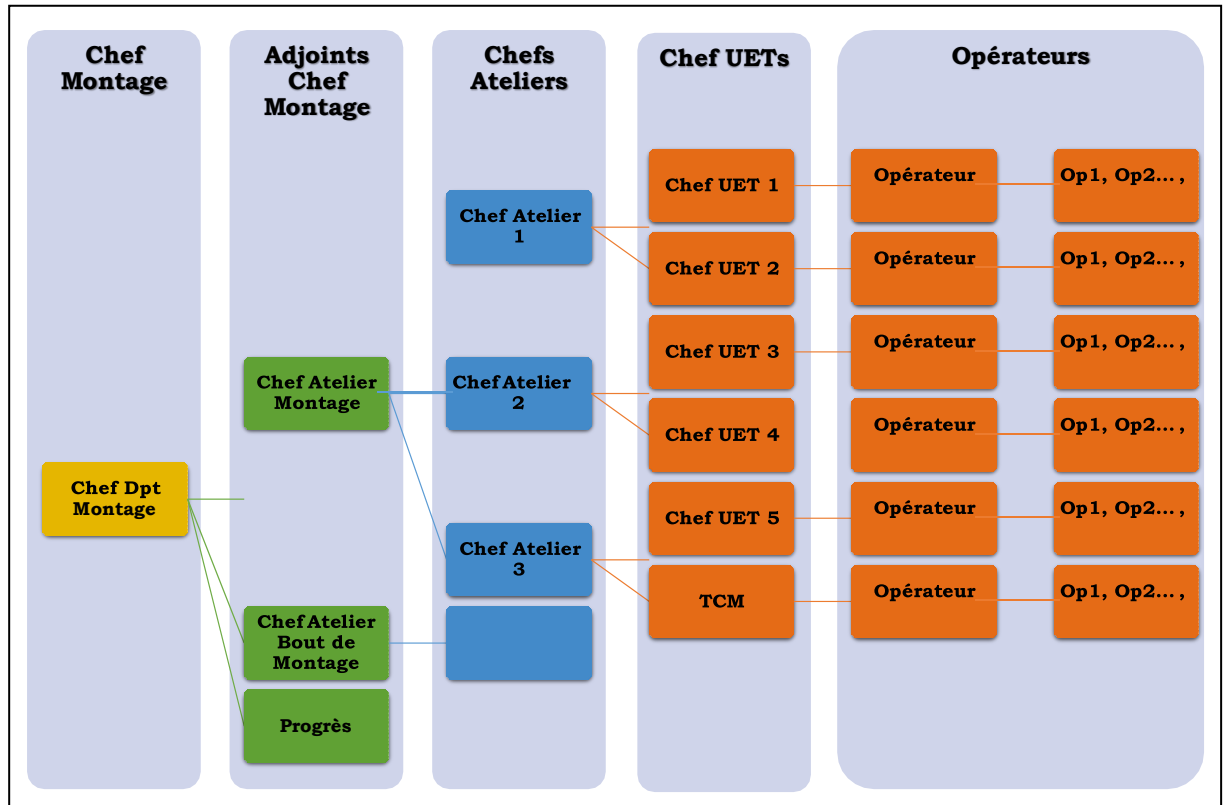 Chef
Montage
Adjoints
Chef
Montage
Chefs
Ateliers
Chef UETs
Opérateurs
Chef Dpt
Montage
Chef Atelier
Montage
Chef Atelier
Bout de
Montage
Progrès
Chef Atelier
1
Chef Atelier
2
Chef Atelier
3
Chef UET 1
Opérateur
Op1, Op2...,
Chef UET 2
Opérateur
Op1, Op2...,
Chef UET 3
Opérateur
Op1, Op2...,
Chef UET 4
Opérateur
Op1, Op2...,
Chef UET 5
Opérateur
Op1, Op2...,
TCM
Opérateur
Op1, Op2...,